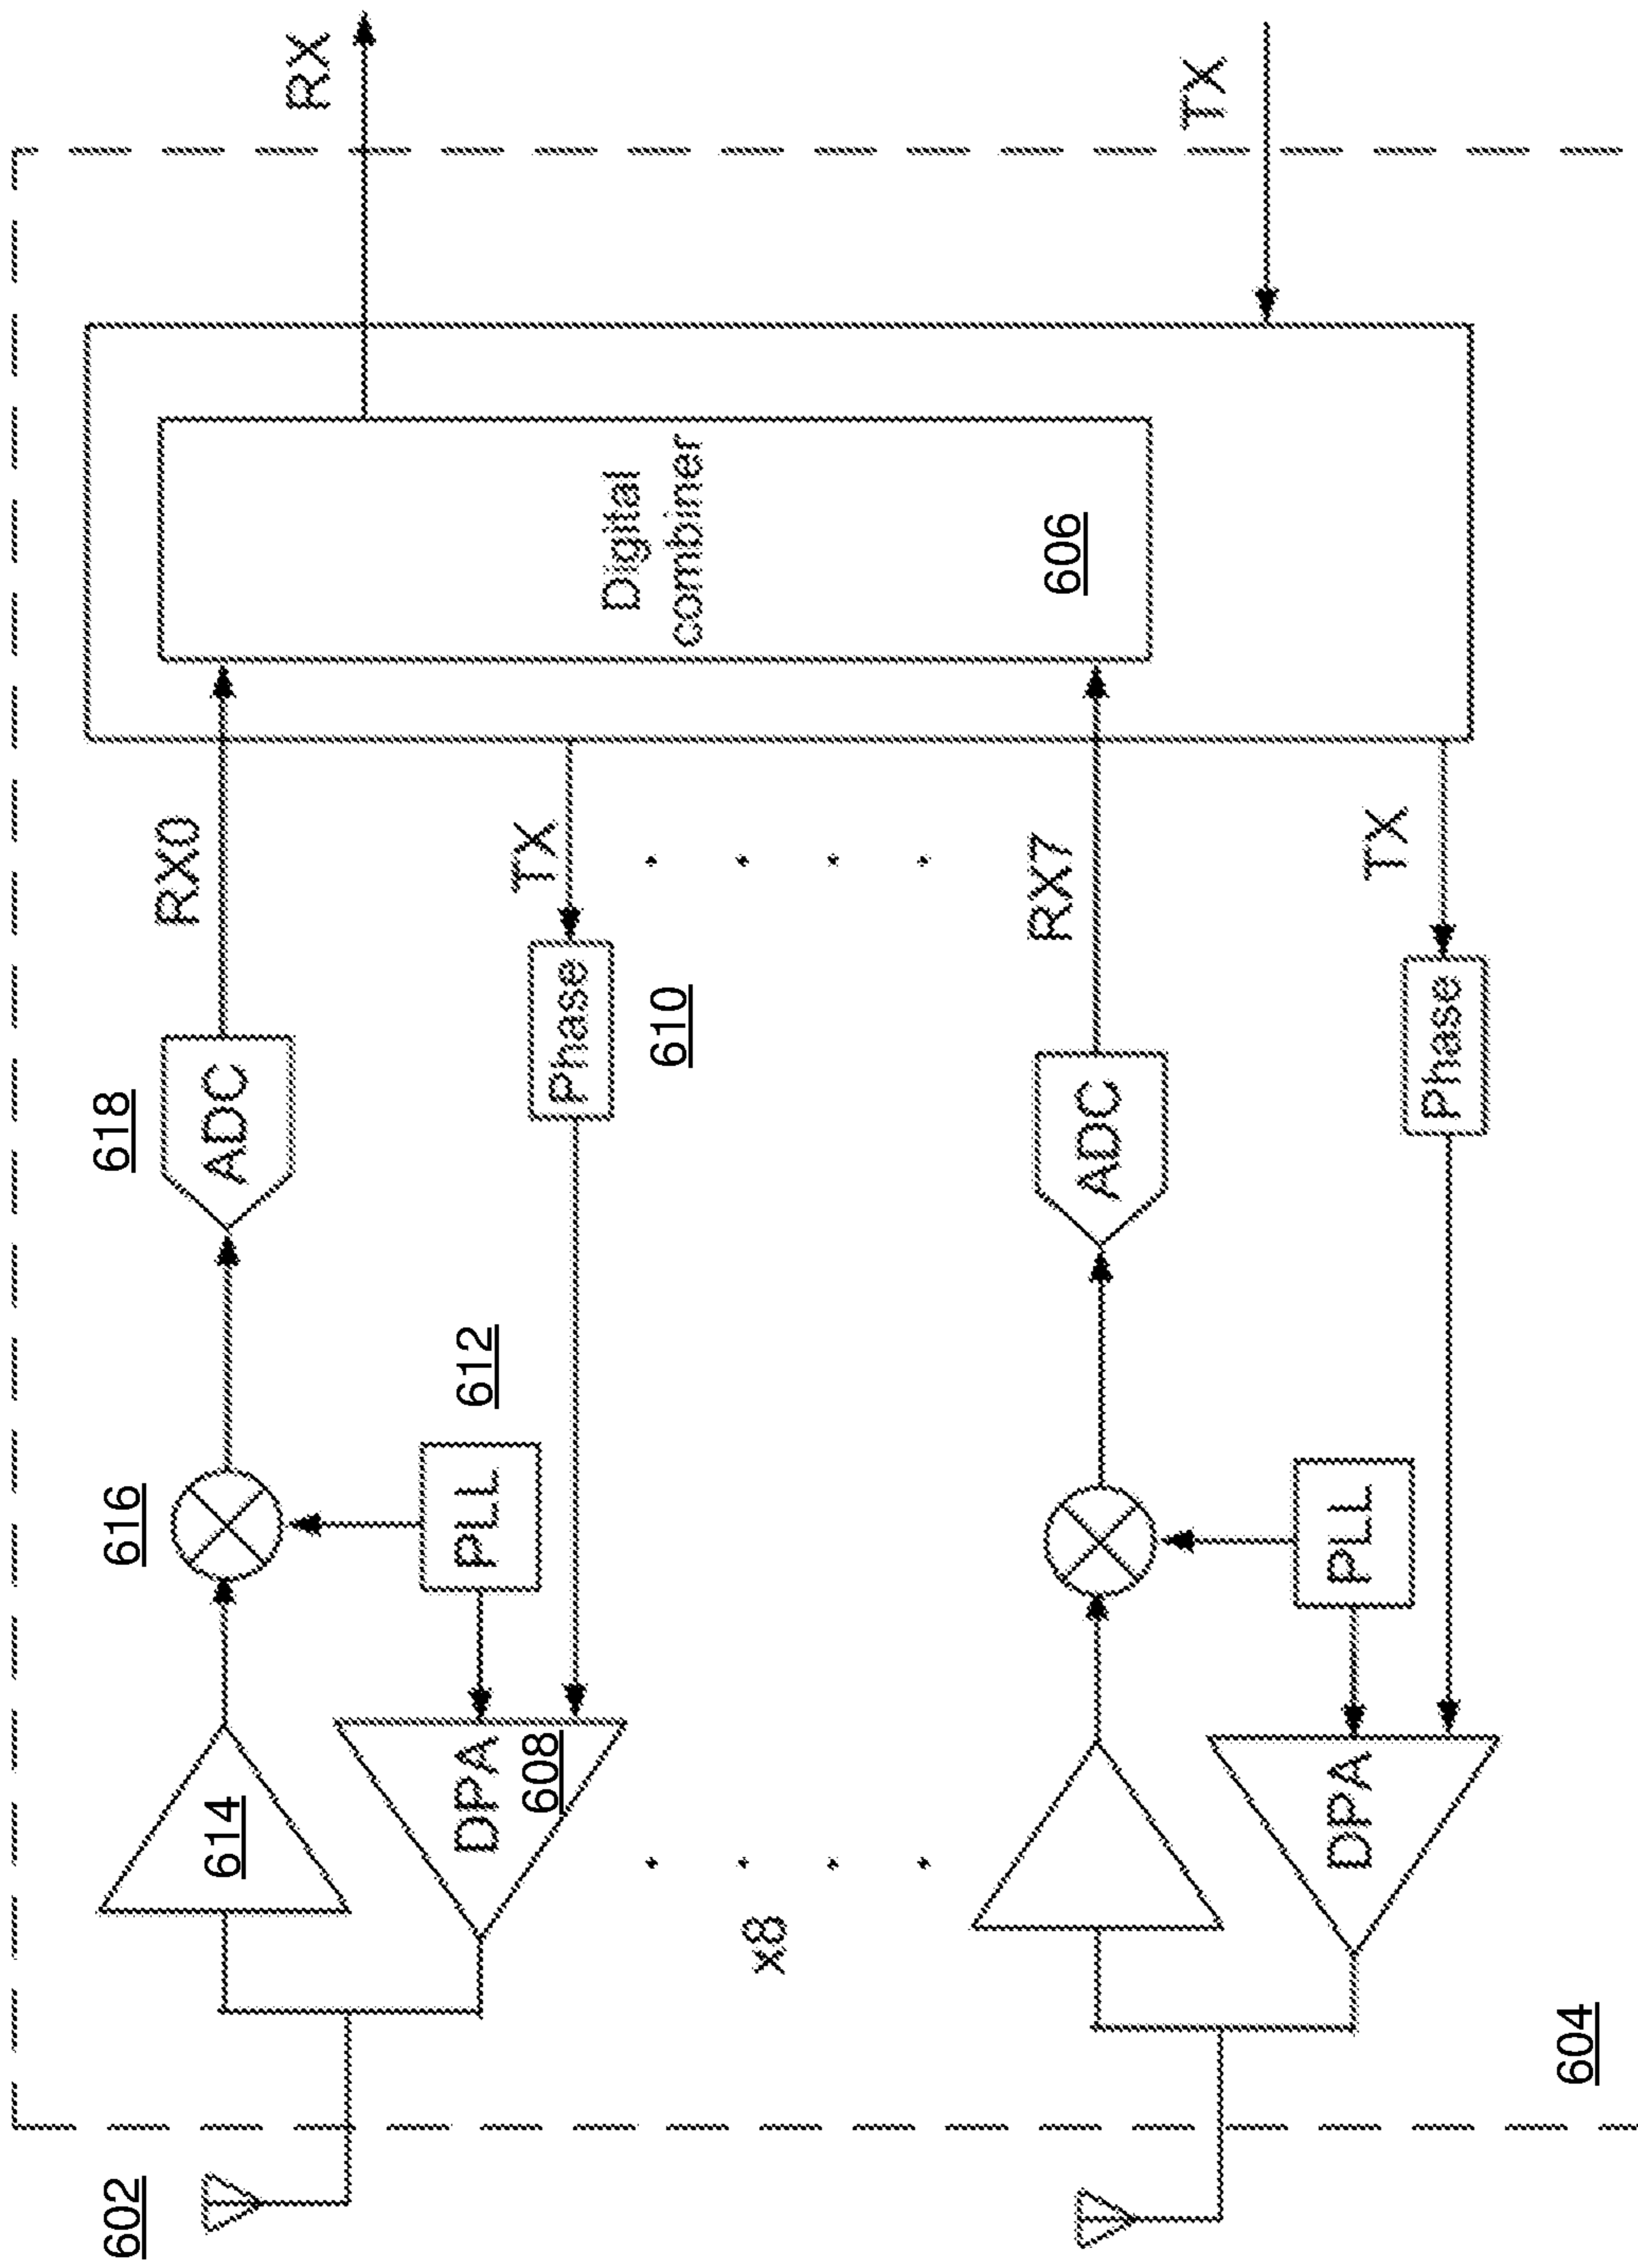 RX
TX
Digital
combiner
606
RX0
TX
RX7
TX
618
ADC
Phase
610
ADC
Phase
616
612
PLL
PLL
614
DPA
608
DPA
x8
602
604